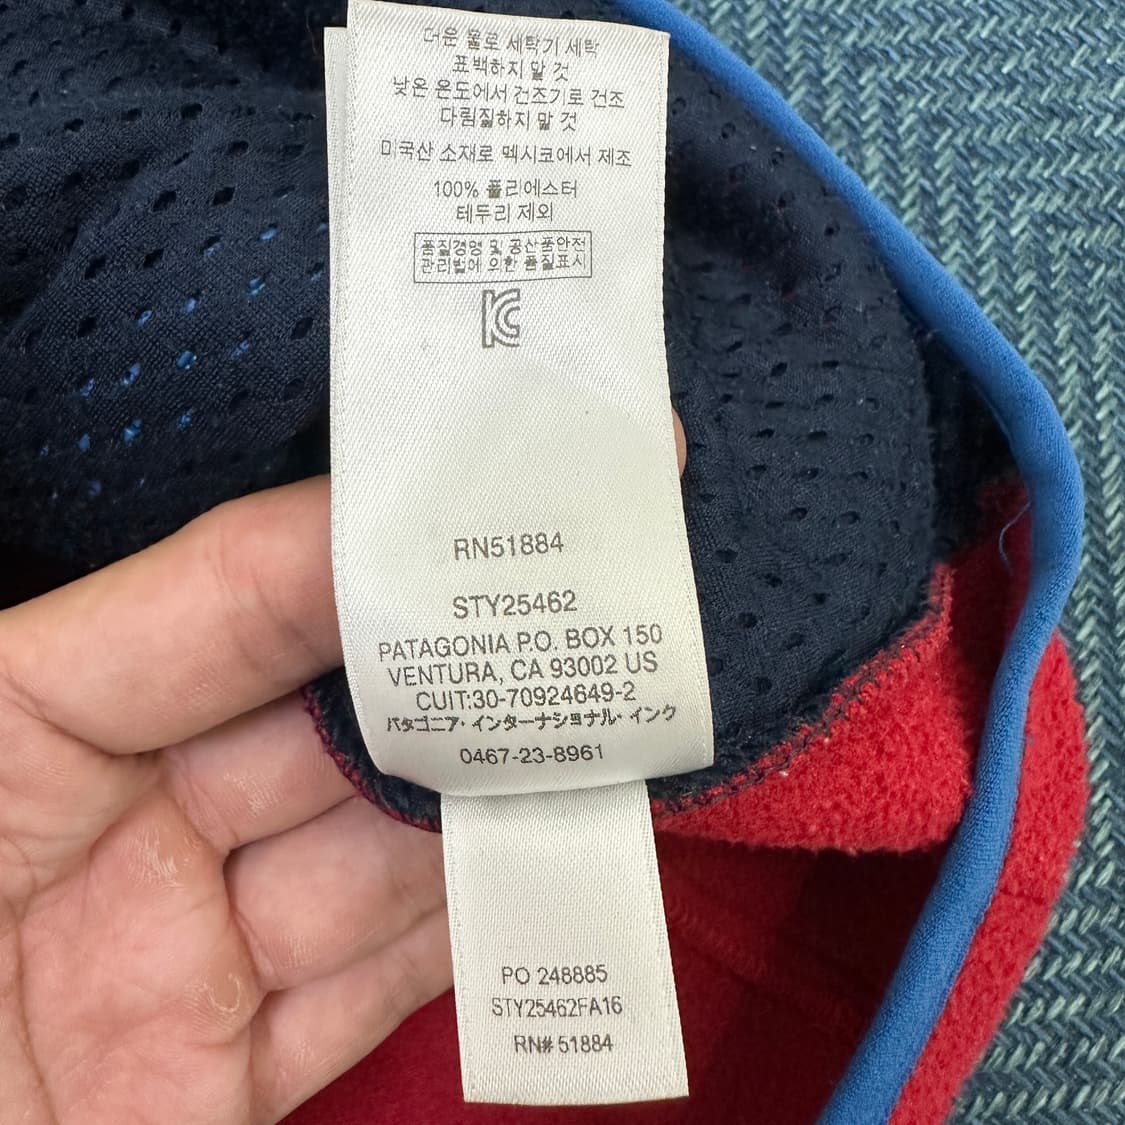 더운 물로 세탁기 세탁
표백하지 말 것
낮은 온도에서 건조기로 건조
다림질하지 말 것
미국산 소재로 멕시코에서 제조
100% 폴리에스터
테두리 제외
품질경영 및 공산품안전
관리법에 의한 품질표시
KC
RN51884
STY25462
PATAGONIA P.O. BOX 150
VENTURA, CA 93002 US
CUIT:30-70924649-2
パタゴニア・インターナショナル・インク
0467-23-8961
PO 248885
STY25462FA16
RN# 51884